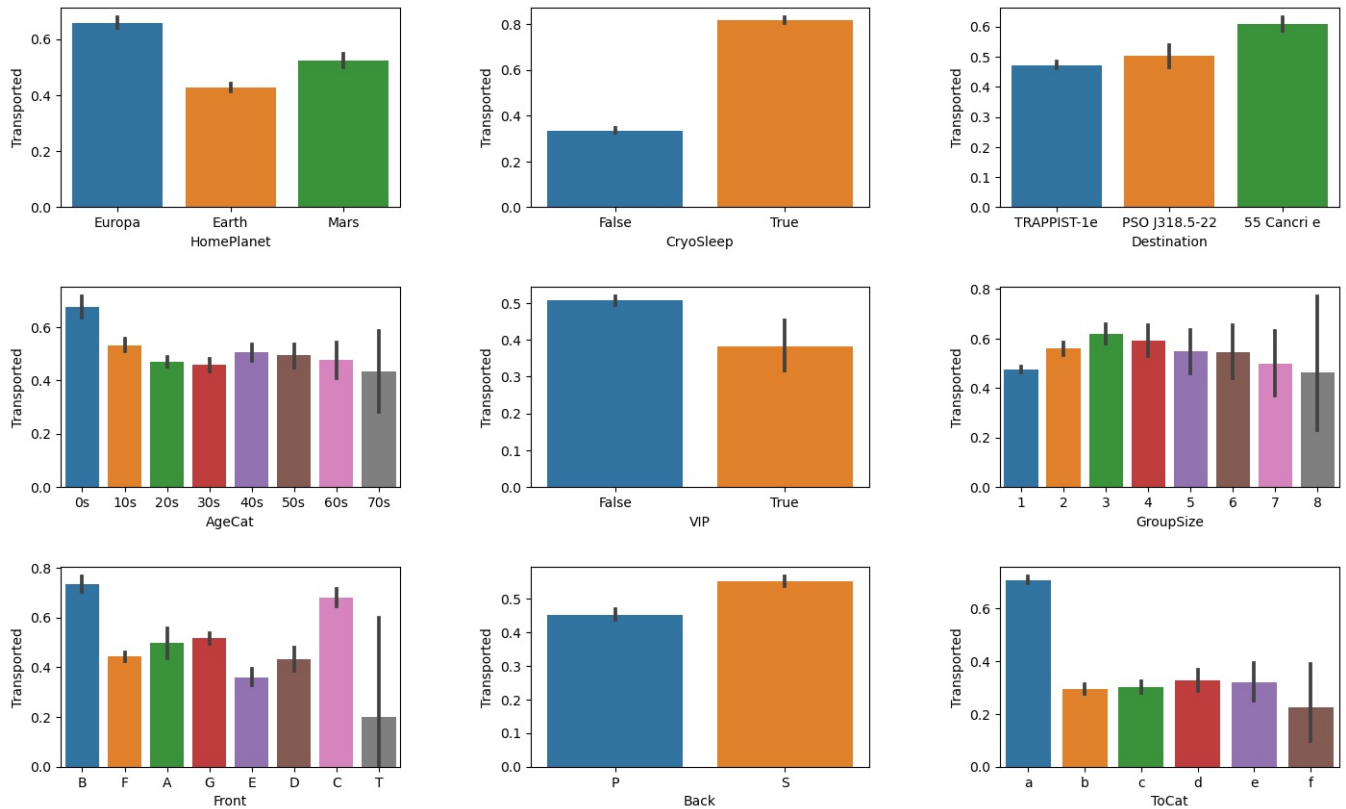 Transported
0.6
0.4
0.2
0.0
Europa Earth Mars
HomePlanet
Transported
0.8
0.6
0.4
0.2
0.0
False True
CryoSleep
Transported
0.6
0.5
0.4
0.3
0.2
0.1
0.0
TRAPPIST-1e PSO J318.5-22 55 Cancri e
Destination
Transported
0.6
0.4
0.2
0.0
0s 10s 20s 30s 40s 50s 60s 70s
AgeCat
Transported
0.5
0.4
0.3
0.2
0.1
0.0
False True
VIP
Transported
0.8
0.6
0.4
0.2
0.0
1 2 3 4 5 6 7 8
GroupSize
Transported
0.8
0.6
0.4
0.2
0.0
B F A G E D C T
Front
Transported
0.5
0.4
0.3
0.2
0.1
0.0
P S
Back
Transported
0.6
0.4
0.2
0.0
a b c d e f
ToCat